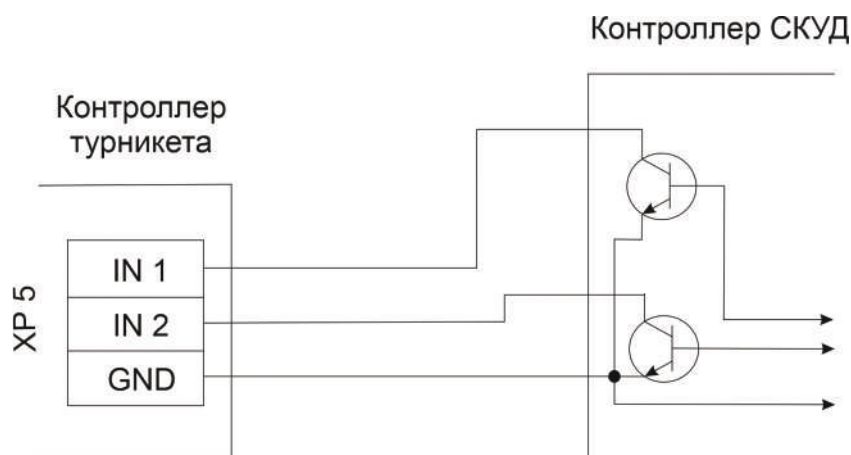 Контроллер СКУД
Контроллер
турникета
XP 5
IN 1
IN 2
GND